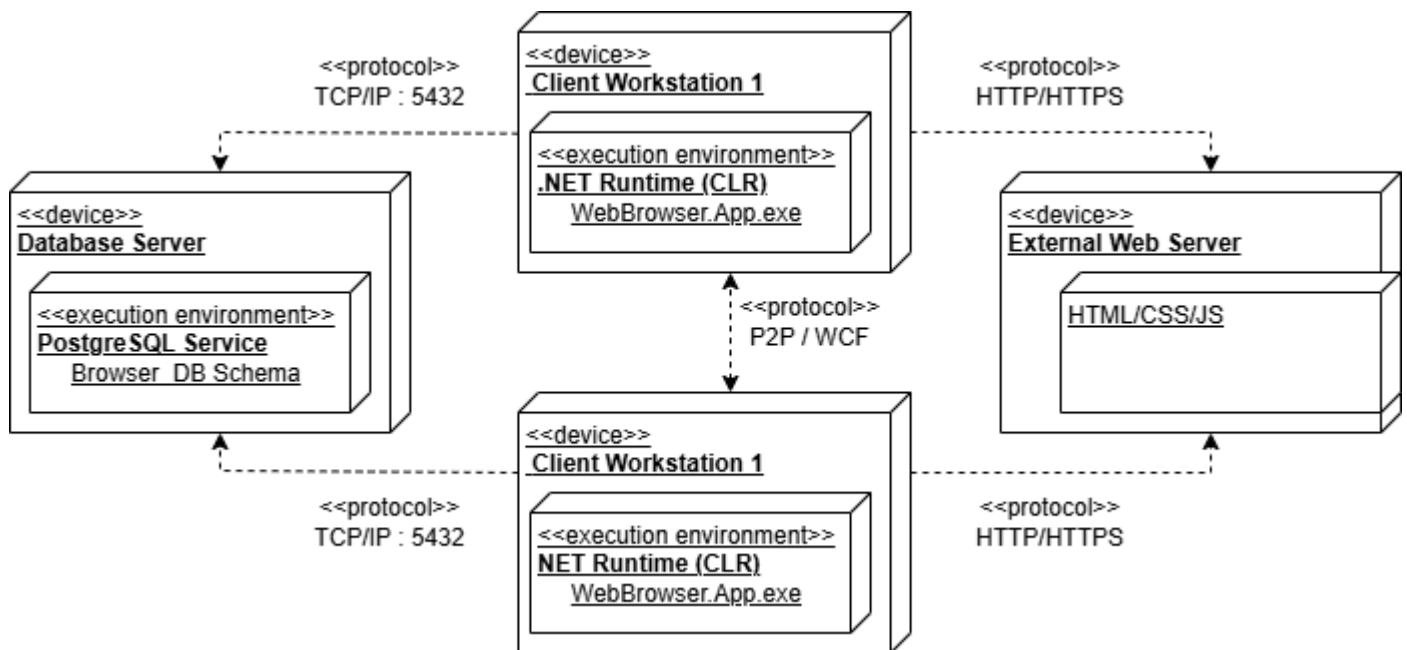 <<protocol>>
TCP/IP : 5432
<<device>>
Client Workstation 1
<<execution environment>>
.NET Runtime (CLR)
WebBrowser.App.exe
<<protocol>>
HTTP/HTTPS
<<device>>
Database Server
<<execution environment>>
PostgreSQL Service
Browser_DB Schema
<<protocol>>
P2P / WCF
<<device>>
External Web Server
HTML/CSS/JS
<<protocol>>
TCP/IP : 5432
<<device>>
Client Workstation 1
<<execution environment>>
NET Runtime (CLR)
WebBrowser.App.exe
<<protocol>>
HTTP/HTTPS